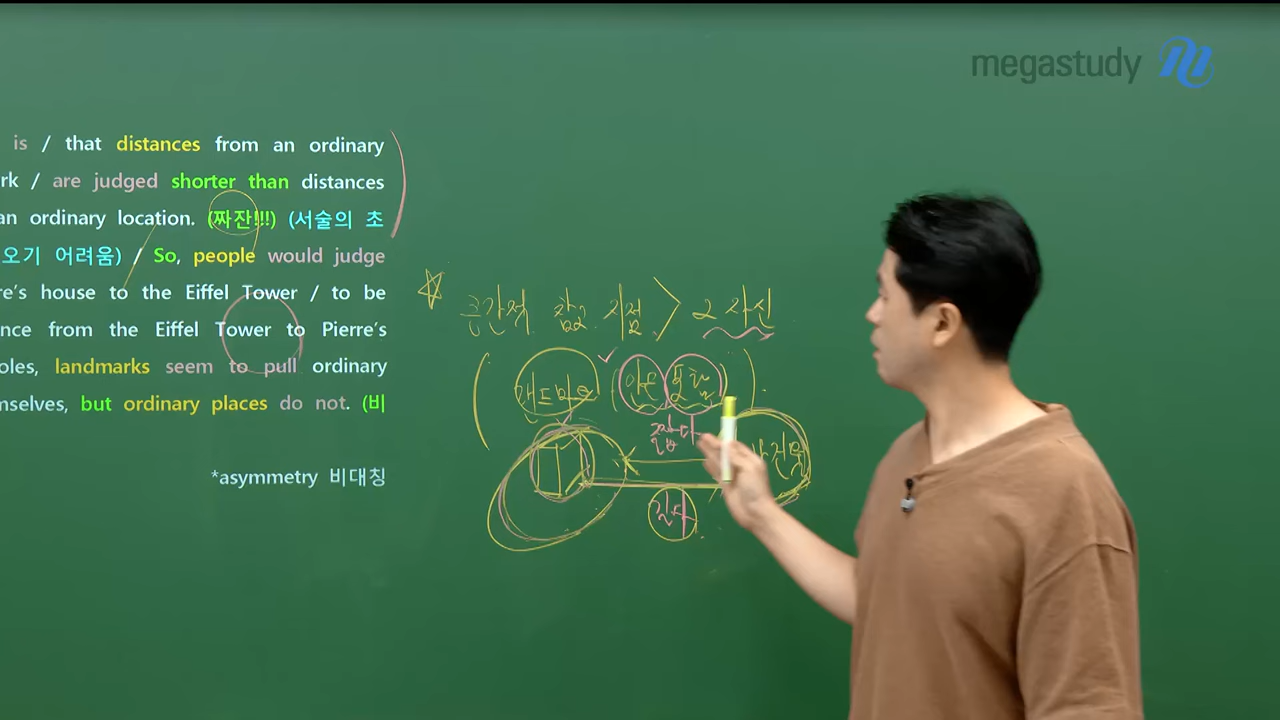 megastudy
is / that distances from an ordinary
rk / are judged shorter than distances
an ordinary location. (짜잔!!!) (서술의 초
오기 어려움) / So, people would judge
re's house to the Eiffel Tower / to be
nce from the Eiffel Tower to Pierre's
oles, landmarks seem to pull ordinary
mselves, but ordinary places do not. (비
*asymmetry 비대칭
공간적 참고 지점 > 그 자신
랜드마크
짧다
길다